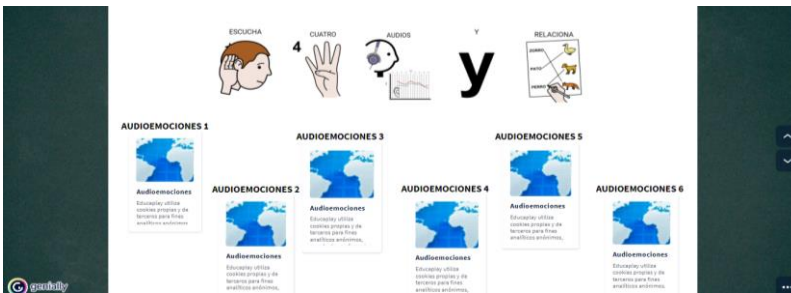 ESCUCHA
CUATRO
AUDIOS
Y
RELACIONA
4
y
ZORRO
PATO
PERRO
AUDIOEMOCIONES 1
Audioemociones
Educaplay utiliza
cookies propias y de
terceros para fines
analíticos anónimos,
AUDIOEMOCIONES 2
Audioemociones
Educaplay utiliza
cookies propias y de
terceros para fines
analíticos anónimos,
AUDIOEMOCIONES 3
Audioemociones
Educaplay utiliza
cookies propias y de
terceros para fines
analíticos anónimos,
AUDIOEMOCIONES 4
Audioemociones
Educaplay utiliza
cookies propias y de
terceros para fines
analíticos anónimos,
AUDIOEMOCIONES 5
Audioemociones
Educaplay utiliza
cookies propias y de
terceros para fines
analíticos anónimos,
AUDIOEMOCIONES 6
Audioemociones
Educaplay utiliza
cookies propias y de
terceros para fines
analíticos anónimos,
genially